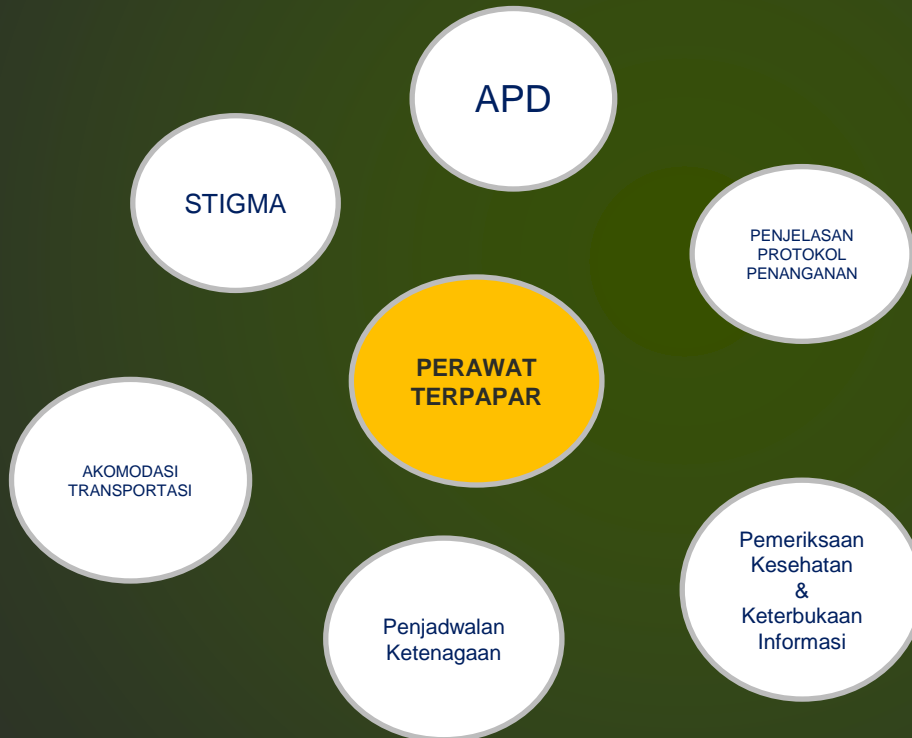 APD
STIGMA
PENJELASAN
PROTOKOL
PENANGANAN
PERAWAT
TERPAPAR
AKOMODASI
TRANSPORTASI
Pemeriksaan
Kesehatan
&
Keterbukaan
Informasi
Penjadwalan
Ketenagaan